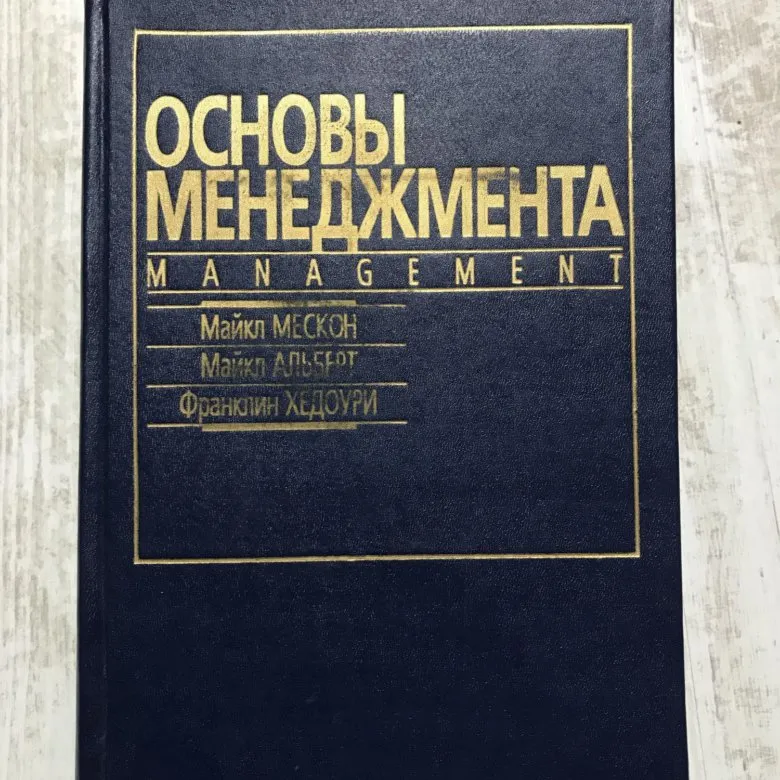 ОСНОВЫ
МЕНЕДЖМЕНТА
MANAGEMENT
Майкл МЕСКОН
Майкл АЛЬБЕРТ
Франклин ХЕДОУРИ